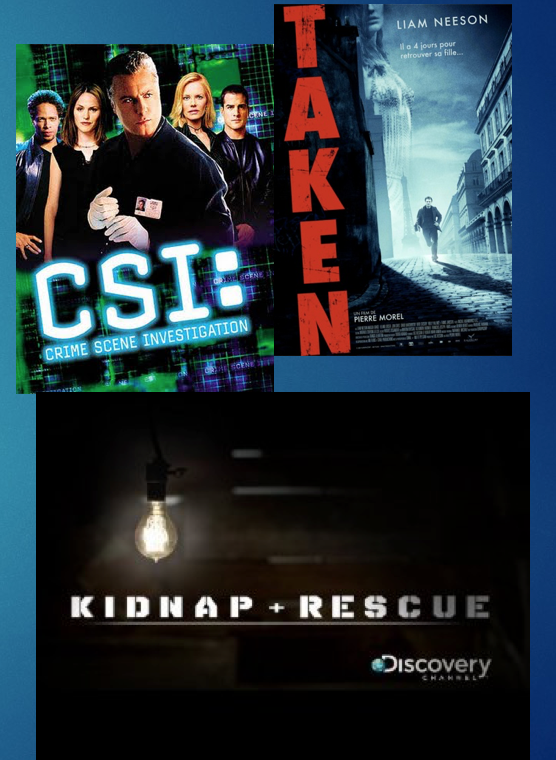 CSI:
CRIME SCENE INVESTIGATION
TAKEN
LIAM NEESON
Il a 4 jours pour
retrouver sa fille...
UN FILM DE
PIERRE MOREL
KIDNAP + RESCUE
Discovery
CHANNEL